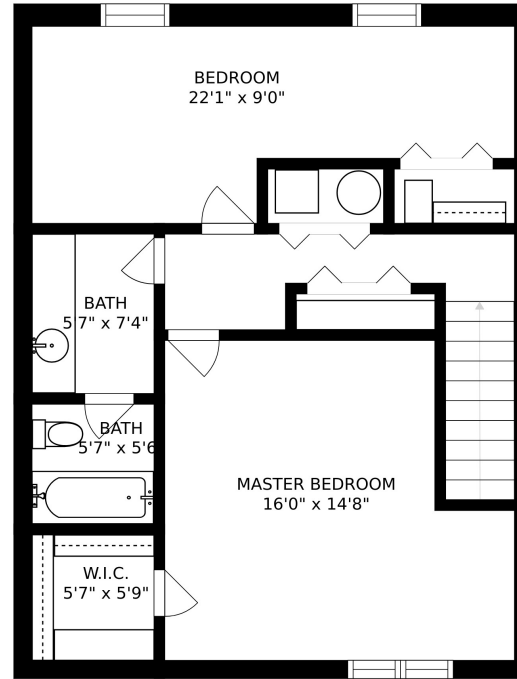 BEDROOM
22'1" x 9'0"
BATH
5'7" x 7'4"
BATH
5'7" x 5'6
MASTER BEDROOM
16'0" x 14'8"
W.I.C.
5'7" x 5'9"